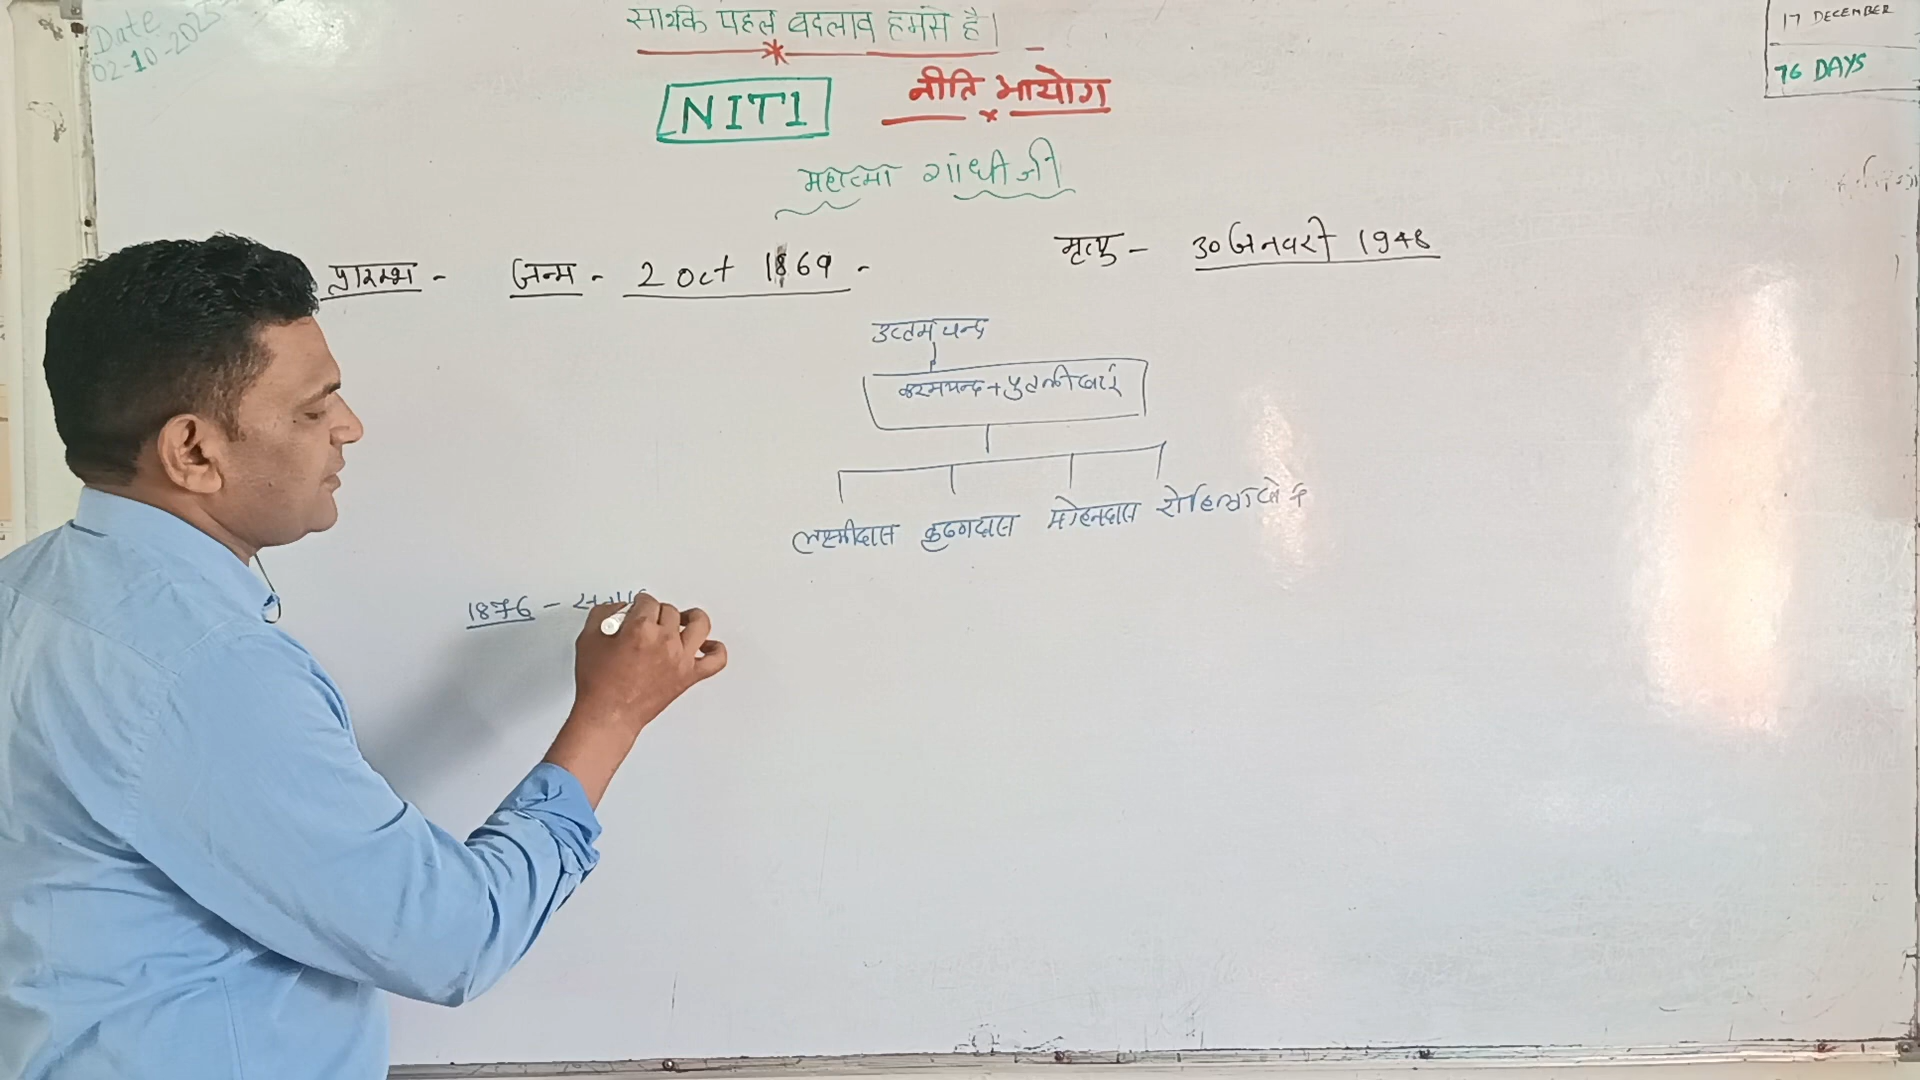 Date
02-10-2025
सार्थक पहल बदलाव हमसे है।
17 DECEMBER
76 DAYS
NITI नीति आयोग
महात्मा गांधी जी
प्रारम्भ - जन्म - 2 Oct 1869 -
मृत्यु - 30 जनवरी 1948
उत्तमचन्द
करमचन्द + पुतलीबाई
लक्ष्मीदास कृष्णदास मोहनदास
1876 -